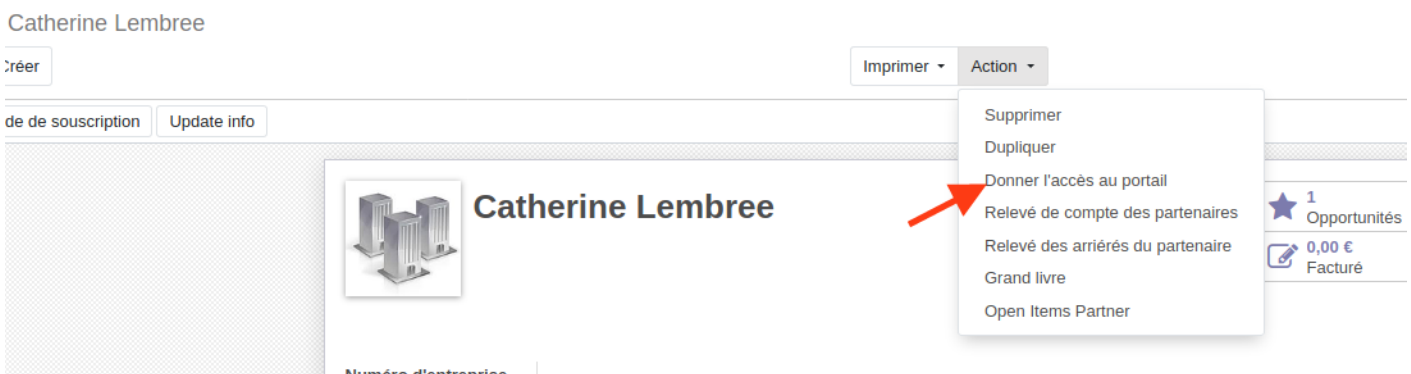 Catherine Lembree
Créer
Imprimer
Action
de de souscription
Update info
Supprimer
Dupliquer
Donner l'accès au portail
Relevé de compte des partenaires
Relevé des arriérés du partenaire
Grand livre
Open Items Partner
Catherine Lembree
1
Opportunités
0,00 €
Facturé
Numéro d'entreprise